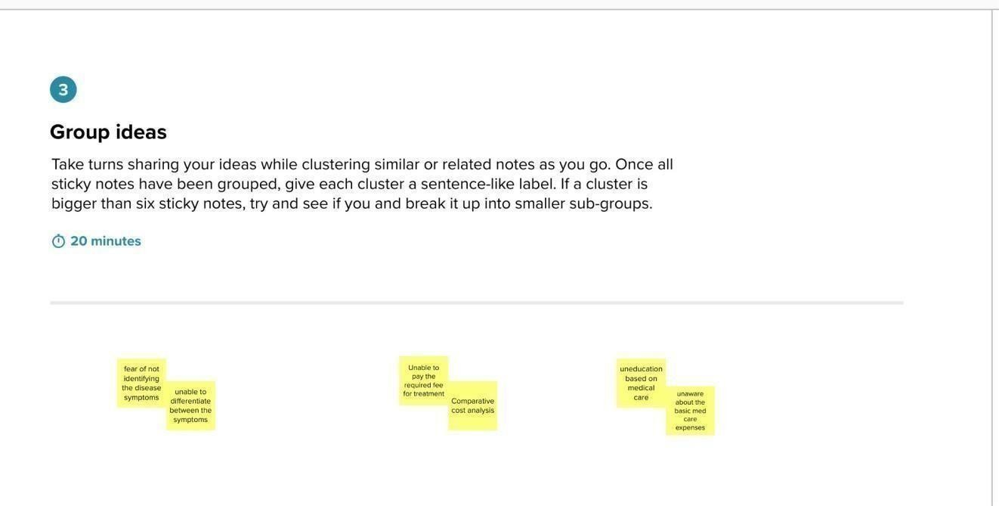 3
Group ideas
Take turns sharing your ideas while clustering similar or related notes as you go. Once all
sticky notes have been grouped, give each cluster a sentence-like label. If a cluster is
bigger than six sticky notes, try and see if you and break it up into smaller sub-groups.
20 minutes
fear of not
identifying
the disease
symptoms
unable to
differentiate
between the
symptoms
Unable to
pay the
required fee
for treatment
Comparative
cost analysis
uneducation
based on
medical
care
unaware
about the
basic med
care
expenses